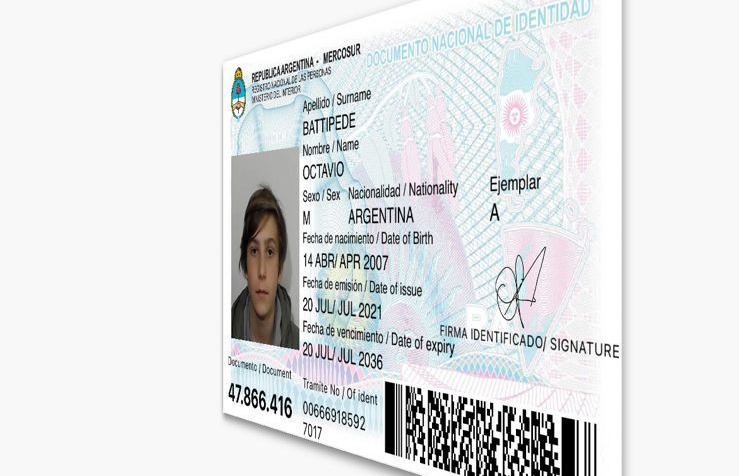 REPUBLICA ARGENTINA - MERCOSUR
REGISTRO NACIONAL DE LAS PERSONAS
MINISTERIO DEL INTERIOR
DOCUMENTO NACIONAL DE IDENTIDAD
Apellido / Surname
BATTIPEDE
Nombre / Name
OCTAVIO
Sexo / Sex Nacionalidad / Nationality
M ARGENTINA
Ejemplar
A
Fecha de nacimiento / Date of Birth
14 ABR/ APR 2007
Fecha de emisión / Date of issue
20 JUL/ JUL 2021
Fecha de vencimiento / Date of expiry
20 JUL/ JUL 2036
FIRMA IDENTIFICADO/ SIGNATURE
Documento / Document
47.866.416
Tramite No / Of ident
00666918592
7017